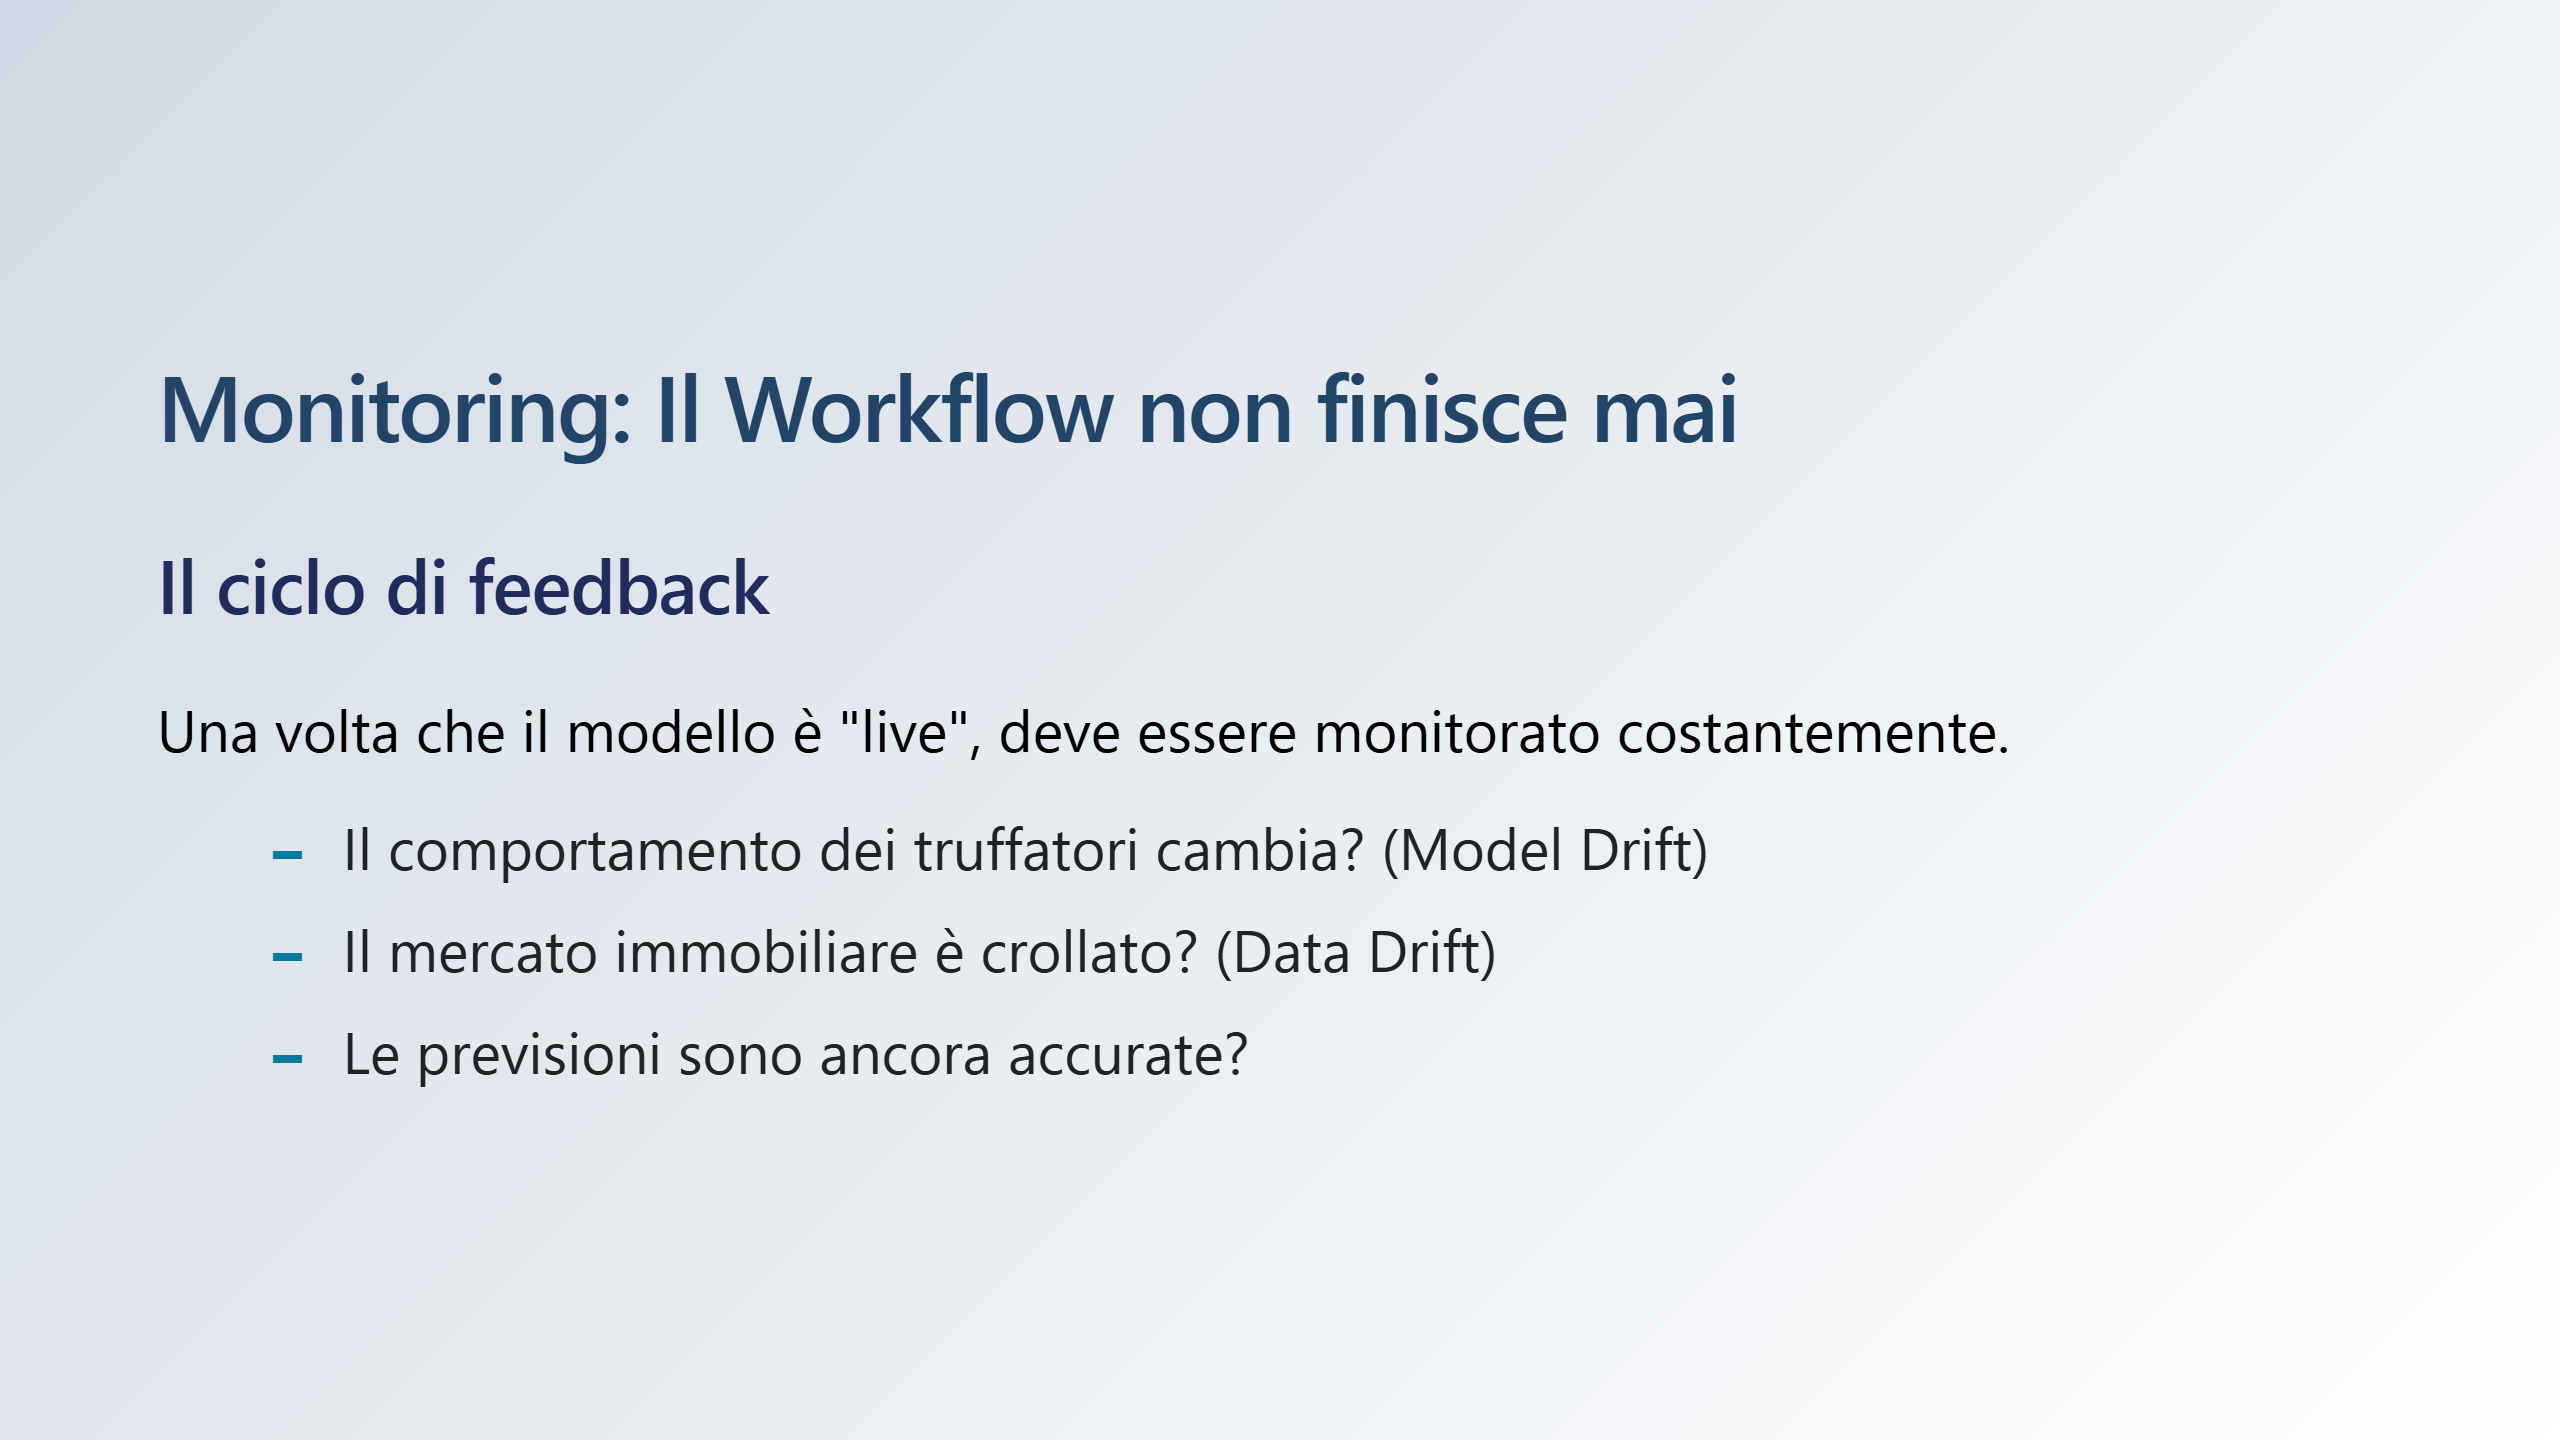 Monitoring: Il Workflow non finisce mai
Il ciclo di feedback
Una volta che il modello è "live", deve essere monitorato costantemente.
– Il comportamento dei truffatori cambia? (Model Drift)
– Il mercato immobiliare è crollato? (Data Drift)
– Le previsioni sono ancora accurate?